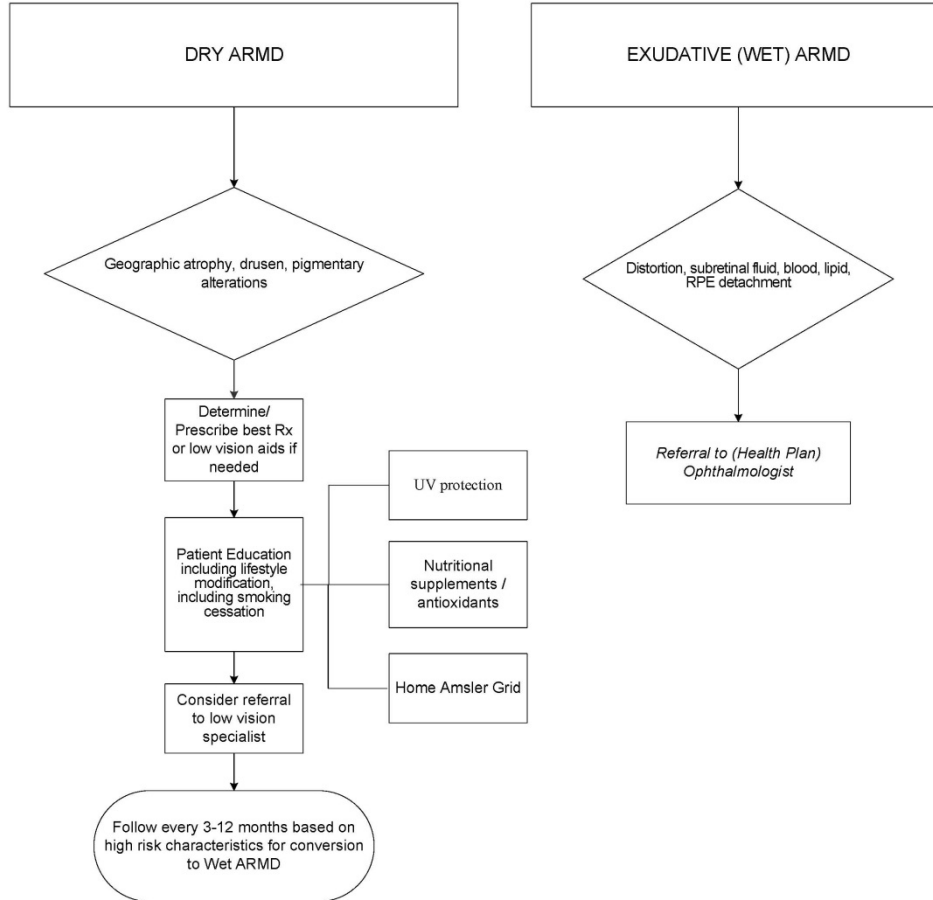 DRY ARMD
Geographic atrophy, drusen, pigmentary
alterations
Determine/
Prescribe best Rx
or low vision aids if
needed
Patient Education
including lifestyle
modification,
including smoking
cessation
UV protection
Nutritional
supplements /
antioxidants
Home Amsler Grid
Consider referral
to low vision
specialist
Follow every 3-12 months based on
high risk characteristics for conversion
to Wet ARMD
EXUDATIVE (WET) ARMD
Distortion, subretinal fluid, blood, lipid,
RPE detachment
Referral to (Health Plan)
Ophthalmologist